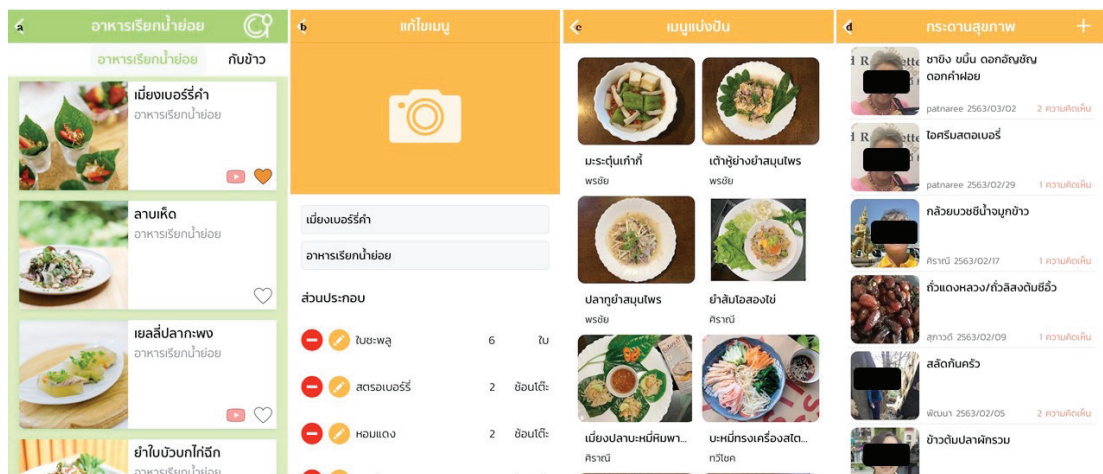 a
อาหารเรียกน้ำย่อย
อาหารเรียกน้ำย่อย
กับข้าว
เมี่ยงเบอร์รี่คำ
อาหารเรียกน้ำย่อย
ลาบเห็ด
อาหารเรียกน้ำย่อย
เยลลี่ปลากะพง
อาหารเรียกน้ำย่อย
ยำใบบัวบกไก่ฉีก
อาหารเรียกน้ำย่อย
b
แก้ไขเมนู
เมี่ยงเบอร์รี่คำ
อาหารเรียกน้ำย่อย
ส่วนประกอบ
ใบชะพลู 6 ใบ
สตรอเบอร์รี่ 2 ช้อนโต๊ะ
หอมแดง 2 ช้อนโต๊ะ
c
เมนูแบ่งปัน
มะระตุ๋นเก๋ากี้
พรชัย
เต้าหู้ย่างยำสมุนไพร
พรชัย
ปลาทูยำสมุนไพร
พรชัย
ยำส้มโอสองไข่
ศิราณี
เมี่ยงปลาบะหมี่หิมพา...
ศิราณี
บะหมี่ทรงเครื่องสไต...
ทวีโชค
d
กระดานสุขภาพ
ชาขิง ขมิ้น ดอกอัญชัญ
ดอกคำฝอย
patnaree 2563/03/02 2 ความคิดเห็น
ไอศรีมสตอเบอรี่
patnaree 2563/02/29 1 ความคิดเห็น
กล้วยบวชชีน้ำจมูกข้าว
ศิราณี 2563/02/17 1 ความคิดเห็น
ถั่วแดงหลวง/ถั่วลิสงต้มซีอิ้ว
สุภาวดี 2563/02/09 1 ความคิดเห็น
สลัดก้นครัว
พัฒนา 2563/02/05 2 ความคิดเห็น
ข้าวต้มปลาผักรวม